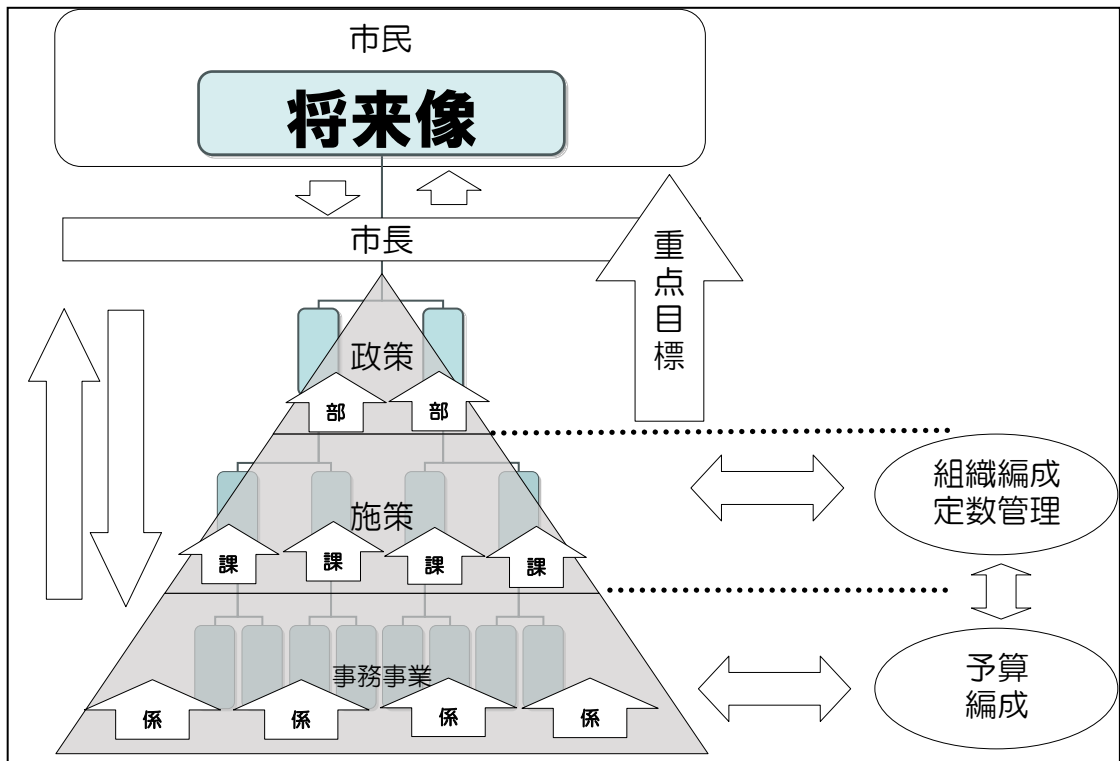 市民
将来像
市長
重点目標
政策
部
部
組織編成
定数管理
施策
課
課
課
課
事務事業
予算
編成
係
係
係
係